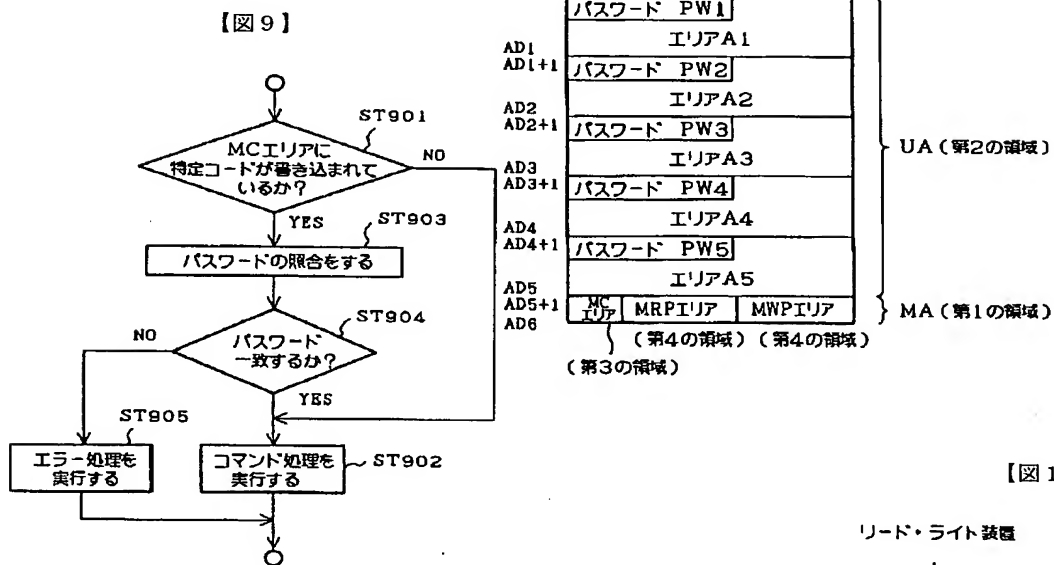 【図9】
ST901
MCエリアに
特定コードが書き込まれて
いるか?
NO
YES
ST903
パスワードの照合をする
ST904
NO
パスワード
一致するか?
YES
ST905
エラー処理を
実行する
コマンド処理を
実行する
ST902
パスワード PW1
エリアA1
AD1
AD1+1
パスワード PW2
エリアA2
AD2
AD2+1
パスワード PW3
エリアA3
AD3
AD3+1
パスワード PW4
エリアA4
AD4
AD4+1
パスワード PW5
エリアA5
AD5
AD5+1
AD6
MC
エリア
MRPエリア
MWPエリア
UA(第2の領域)
MA(第1の領域)
(第4の領域)
(第4の領域)
(第3の領域)
【図1
リード・ライト装置